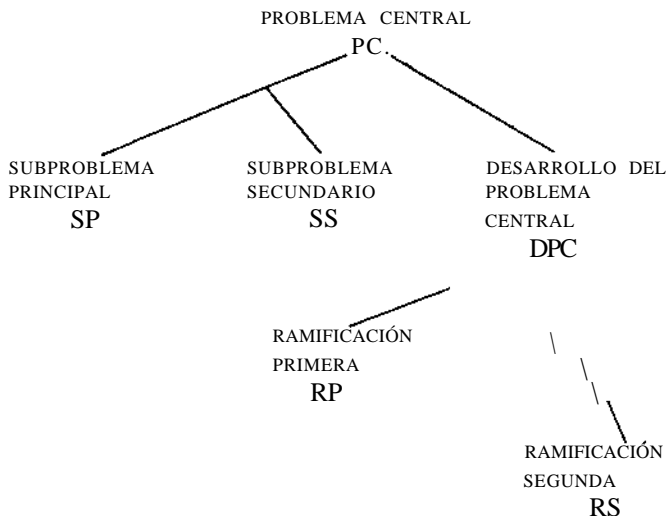 PROBLEMA CENTRAL
PC.
SUBPROBLEMA
PRINCIPAL
SP
SUBPROBLEMA
SECUNDARIO
SS
DESARROLLO DEL
PROBLEMA
CENTRAL
DPC
RAMIFICACIÓN
PRIMERA
RP
RAMIFICACIÓN
SEGUNDA
RS